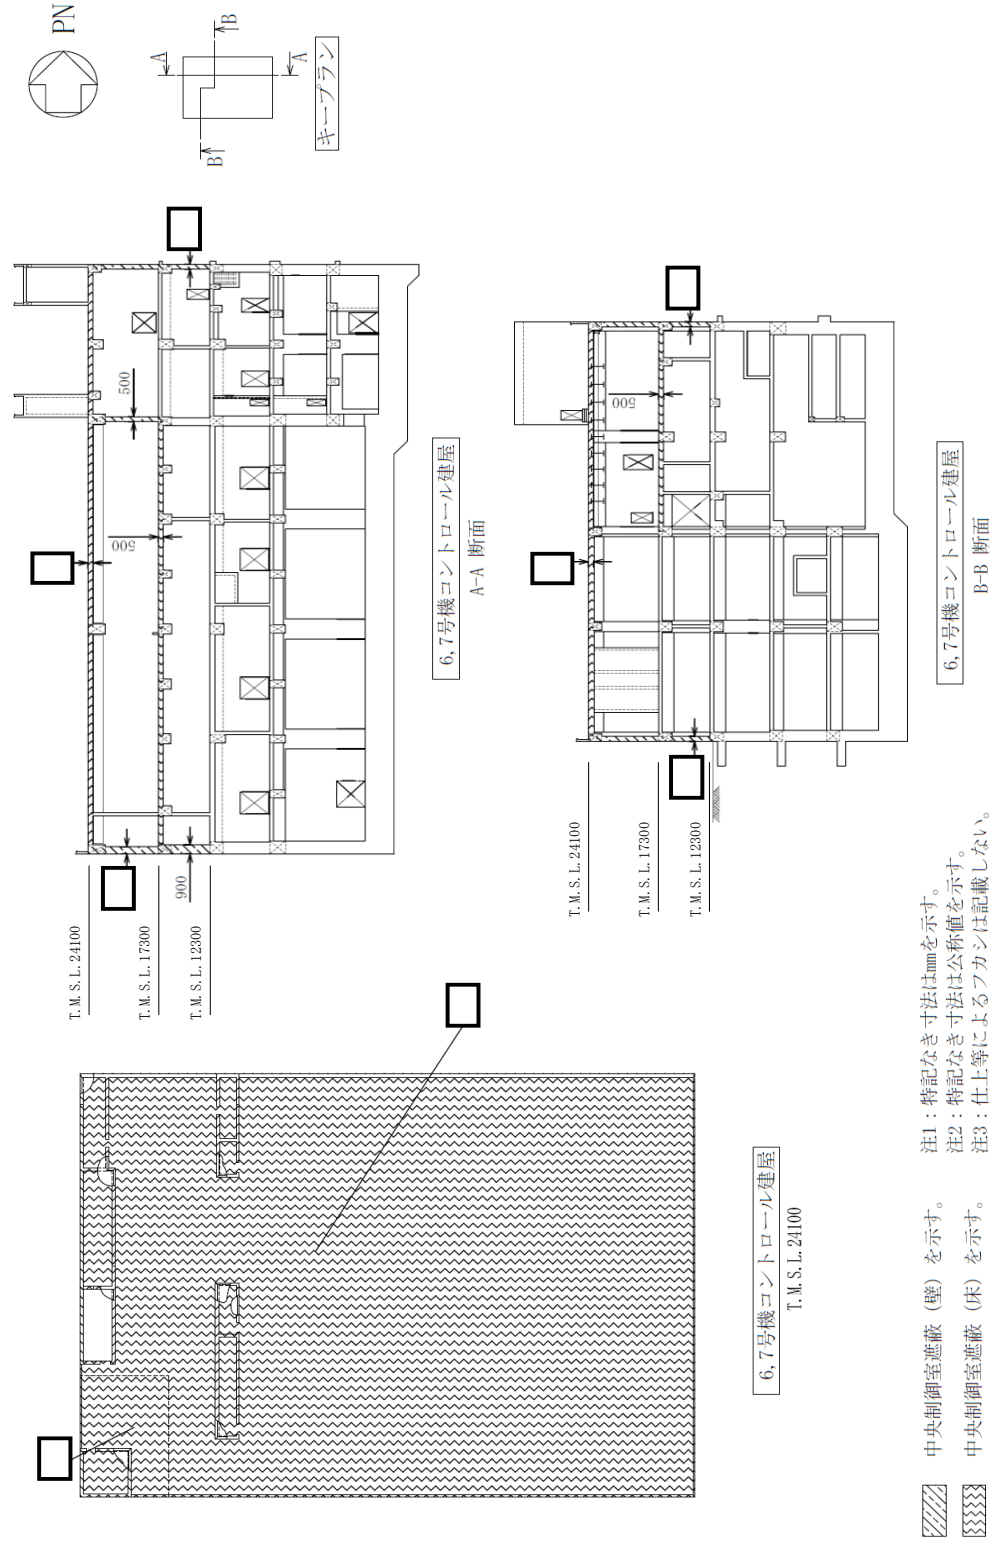 PN
A
A
B
B
キープラン
T.M.S.L.24100
T.M.S.L.17300
T.M.S.L.12300
500
500
900
6,7号機コントロール建屋
A-A 断面
T.M.S.L.24100
T.M.S.L.17300
T.M.S.L.12300
500
6,7号機コントロール建屋
B-B 断面
6,7号機コントロール建屋
T.M.S.L.24100
中央制御室遮蔽（壁）を示す。
中央制御室遮蔽（床）を示す。
注1：特記なき寸法はmmを示す。
注2：特記なき寸法は公称値を示す。
注3：仕上等によるフカシは記載しない。